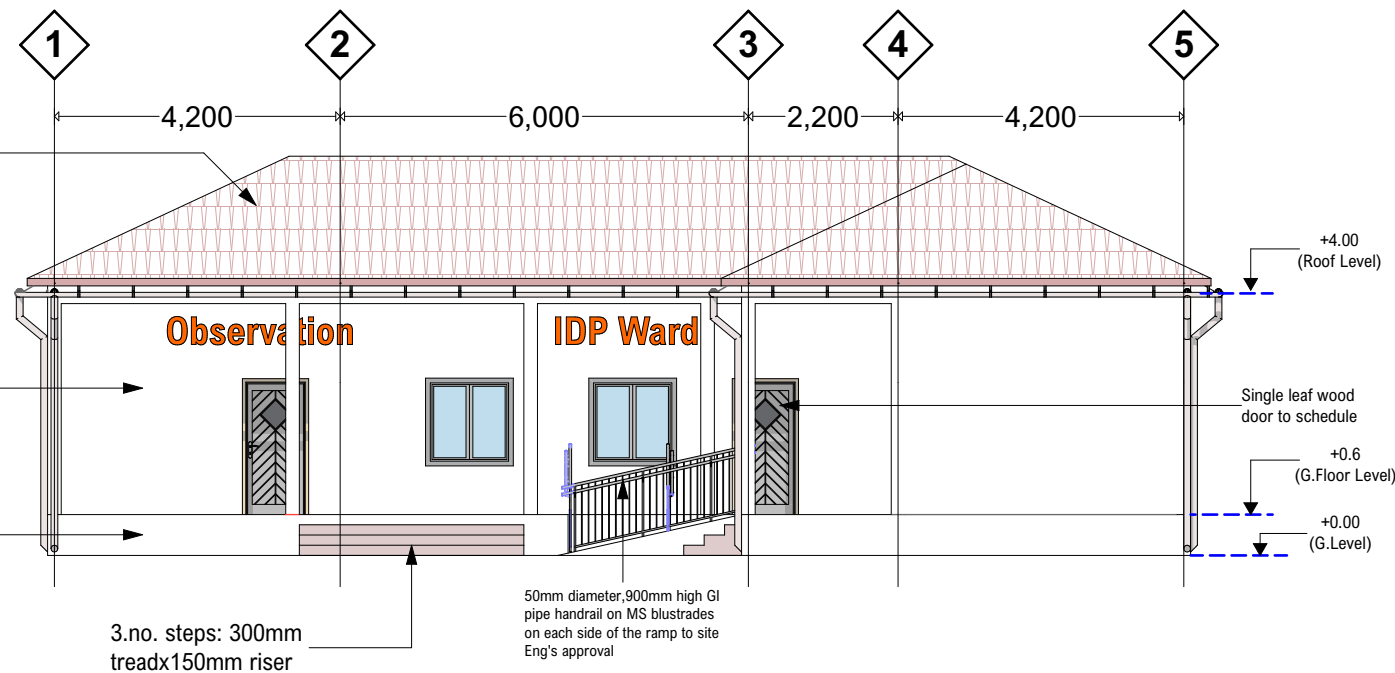 1
2
3
4
5
4,200
6,000
2,200
4,200
+4.00
(Roof Level)
Observation
IDP Ward
Single leaf wood
door to schedule
+0.6
(G.Floor Level)
+0.00
(G.Level)
50mm diameter,900mm high GI
pipe handrail on MS blustrades
on each side of the ramp to site
Eng's approval
3.no. steps: 300mm
treadx150mm riser